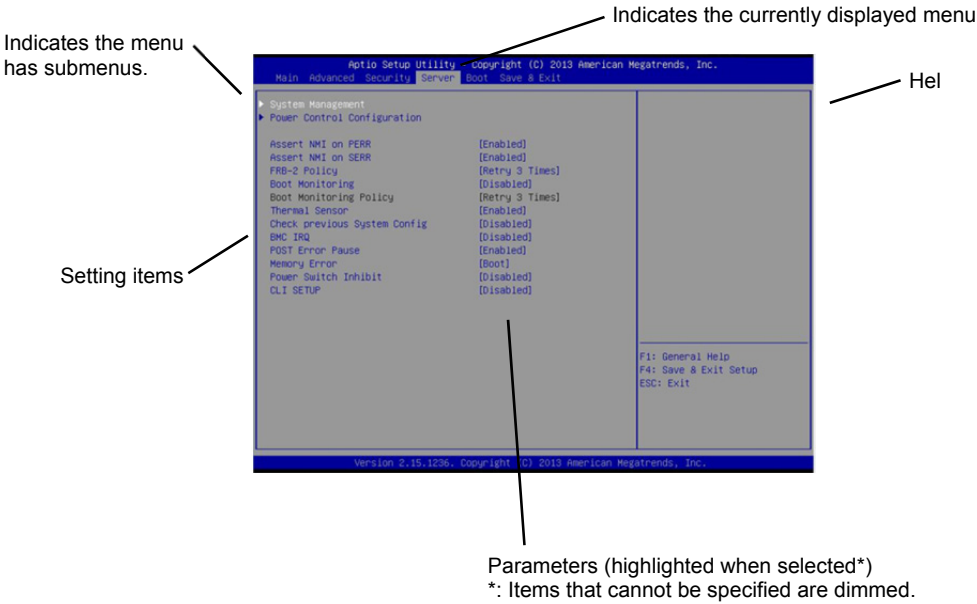 Indicates the currently displayed menu
Indicates the menu
has submenus.
Aptio Setup Utility - Copyright (C) 2013 American Megatrends, Inc.
Main Advanced Security Server Boot Save & Exit
Hel
System Management
Power Control Configuration
Assert NMI on PERR [Enabled]
Assert NMI on SERR [Enabled]
FRB-2 Policy [Retry 3 Times]
Boot Monitoring [Disabled]
Boot Monitoring Policy [Retry 3 Times]
Thermal Sensor [Enabled]
Check previous System Config [Disabled]
BMC IRQ [Disabled]
POST Error Pause [Enabled]
Memory Error [Boot]
Power Switch Inhibit [Disabled]
CLI SETUP [Disabled]
Setting items
F1: General Help
F4: Save & Exit Setup
ESC: Exit
Version 2.15.1236. Copyright (C) 2013 American Megatrends, Inc.
Parameters (highlighted when selected*)
*: Items that cannot be specified are dimmed.